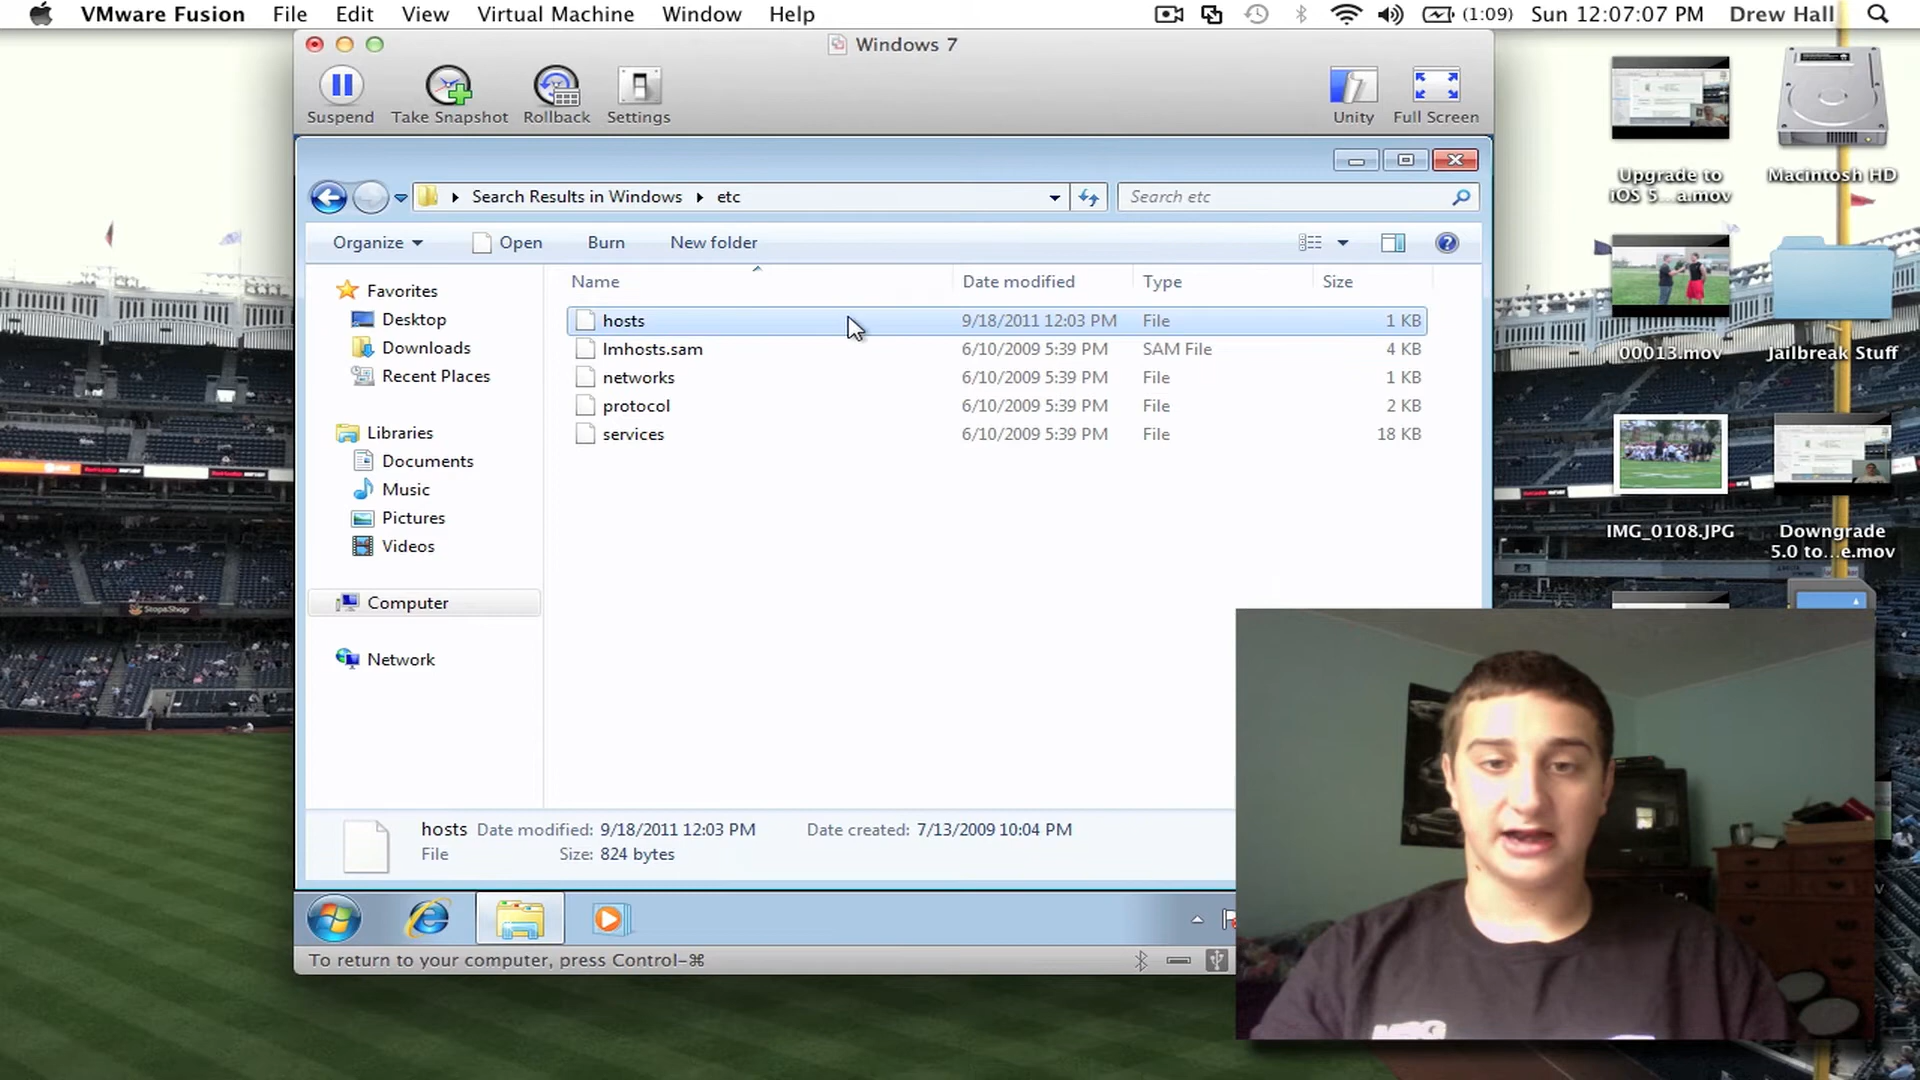 VMware Fusion File Edit View Virtual Machine Window Help (1:09) Sun 12:07:07 PM Drew Hall
Windows 7
Suspend Take Snapshot Rollback Settings Unity Full Screen
Search Results in Windows etc Search etc
Organize Open Burn New folder
Name Date modified Type Size
hosts 9/18/2011 12:03 PM File 1 KB
lmhosts.sam 6/10/2009 5:39 PM SAM File 4 KB
networks 6/10/2009 5:39 PM File 1 KB
protocol 6/10/2009 5:39 PM File 2 KB
services 6/10/2009 5:39 PM File 18 KB
Favorites
Desktop
Downloads
Recent Places
Libraries
Documents
Music
Pictures
Videos
Computer
Network
hosts Date modified: 9/18/2011 12:03 PM Date created: 7/13/2009 10:04 PM
File Size: 824 bytes
To return to your computer, press Control-⌘
Upgrade to
iOS 5...a.mov
Macintosh HD
00013.mov
Jailbreak Stuff
IMG_0108.JPG
Downgrade
5.0 to...e.mov
Stop&Shop